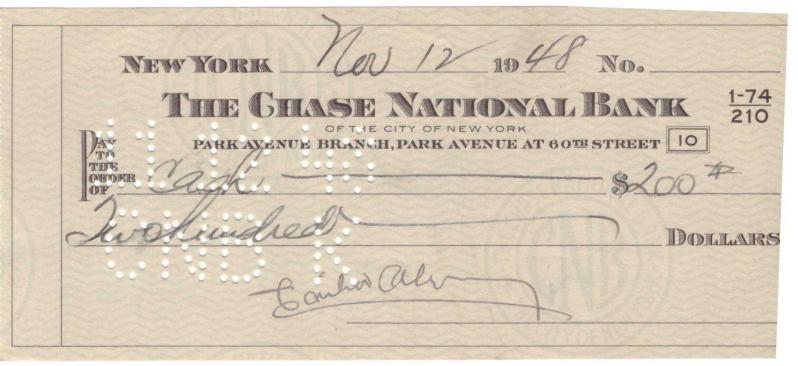 NEW YORK Nov 12 1948 No.
THE CHASE NATIONAL BANK 1-74
210
OF THE CITY OF NEW YORK
PARK AVENUE BRANCH, PARK AVENUE AT 60TH STREET 10
PAY TO THE ORDER OF Cash $200
Two hundred DOLLARS
CNB